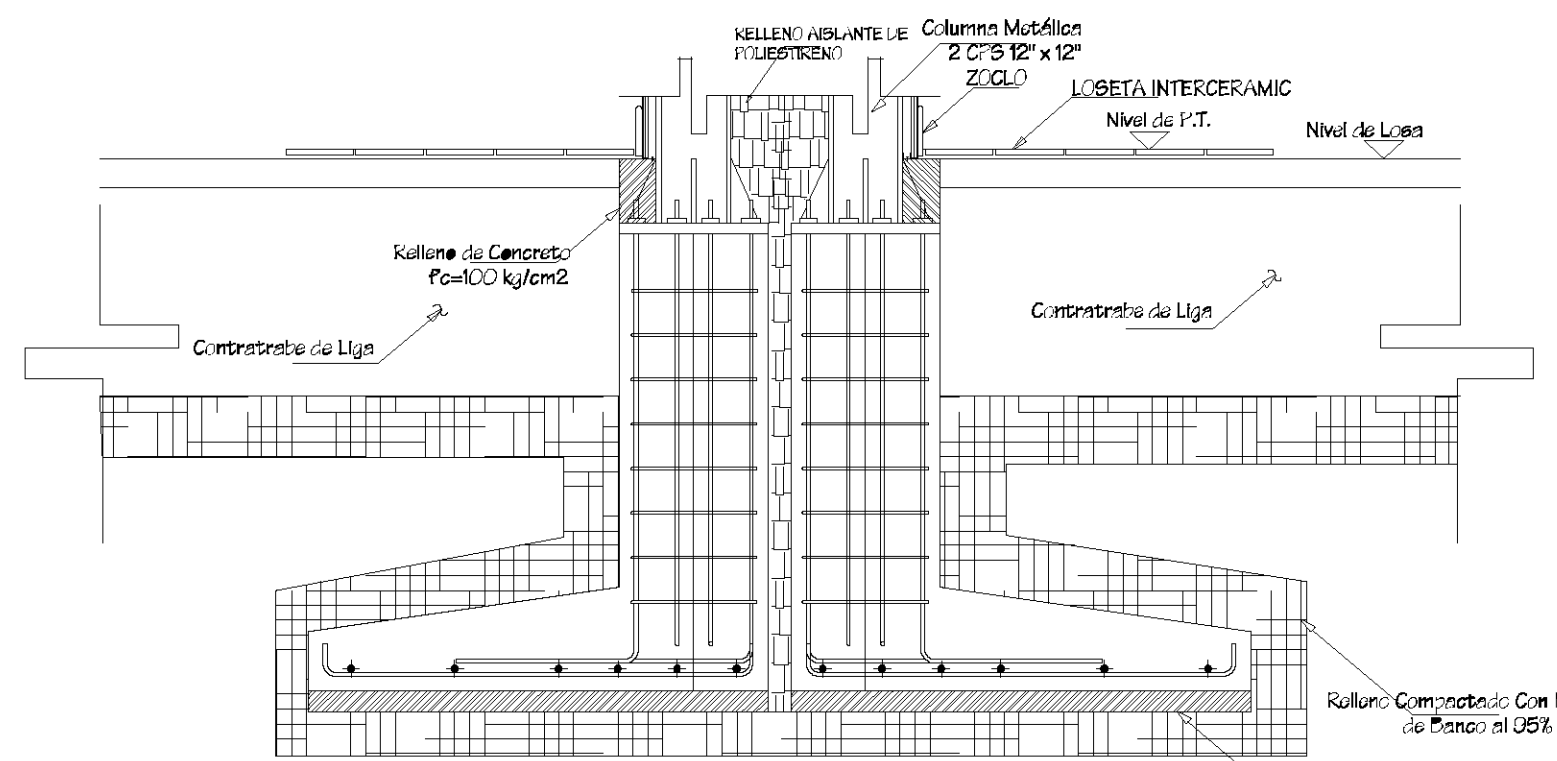 RELLENO AISLANTE DE
POLIESTIRENO
Columna Metálica
2 CPS 12" x 12"
ZOCLO
LOSETA INTERCERAMIC
Nivel de P.T.
Nivel de Losa
Relleno de Concreto
f'c=100 kg/cm2
Contratrabe de Liga
Contratrabe de Liga
Relleno Compactado Con
de Banco al 95%